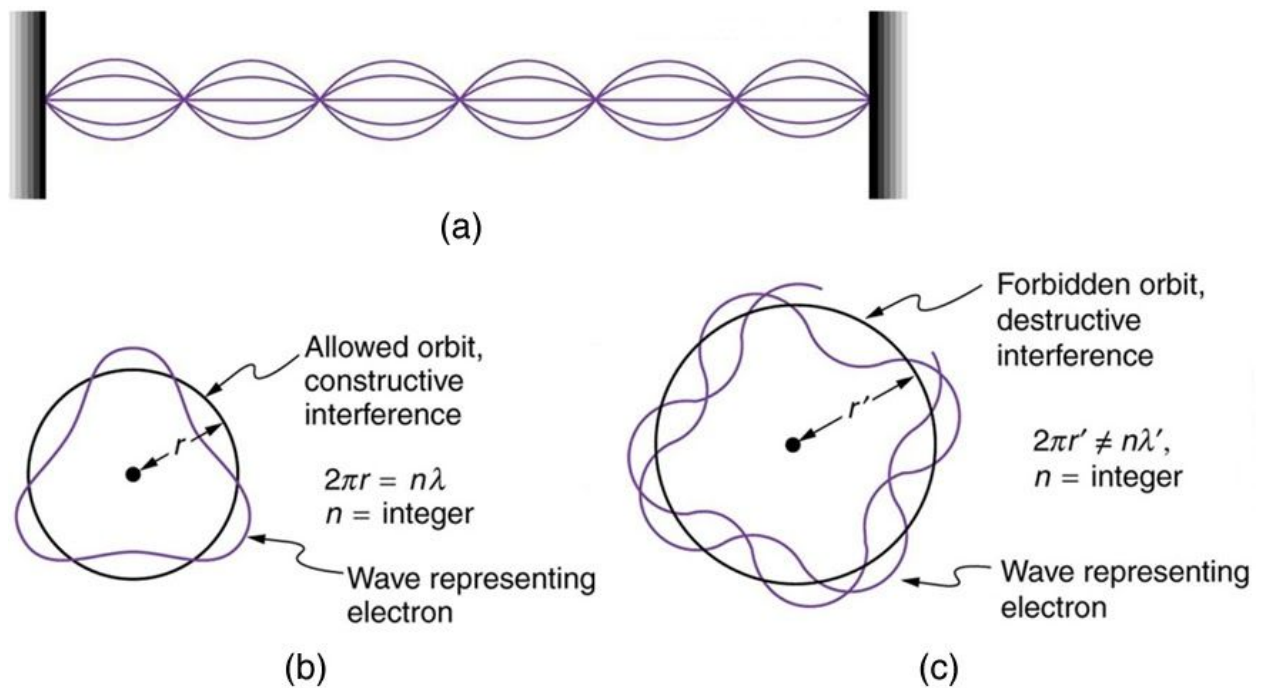 (a)
Allowed orbit,
constructive
interference
r
2πr = nλ
n = integer
Wave representing
electron
(b)
Forbidden orbit,
destructive
interference
r′
2πr′ ≠ nλ′,
n = integer
Wave representing
electron
(c)